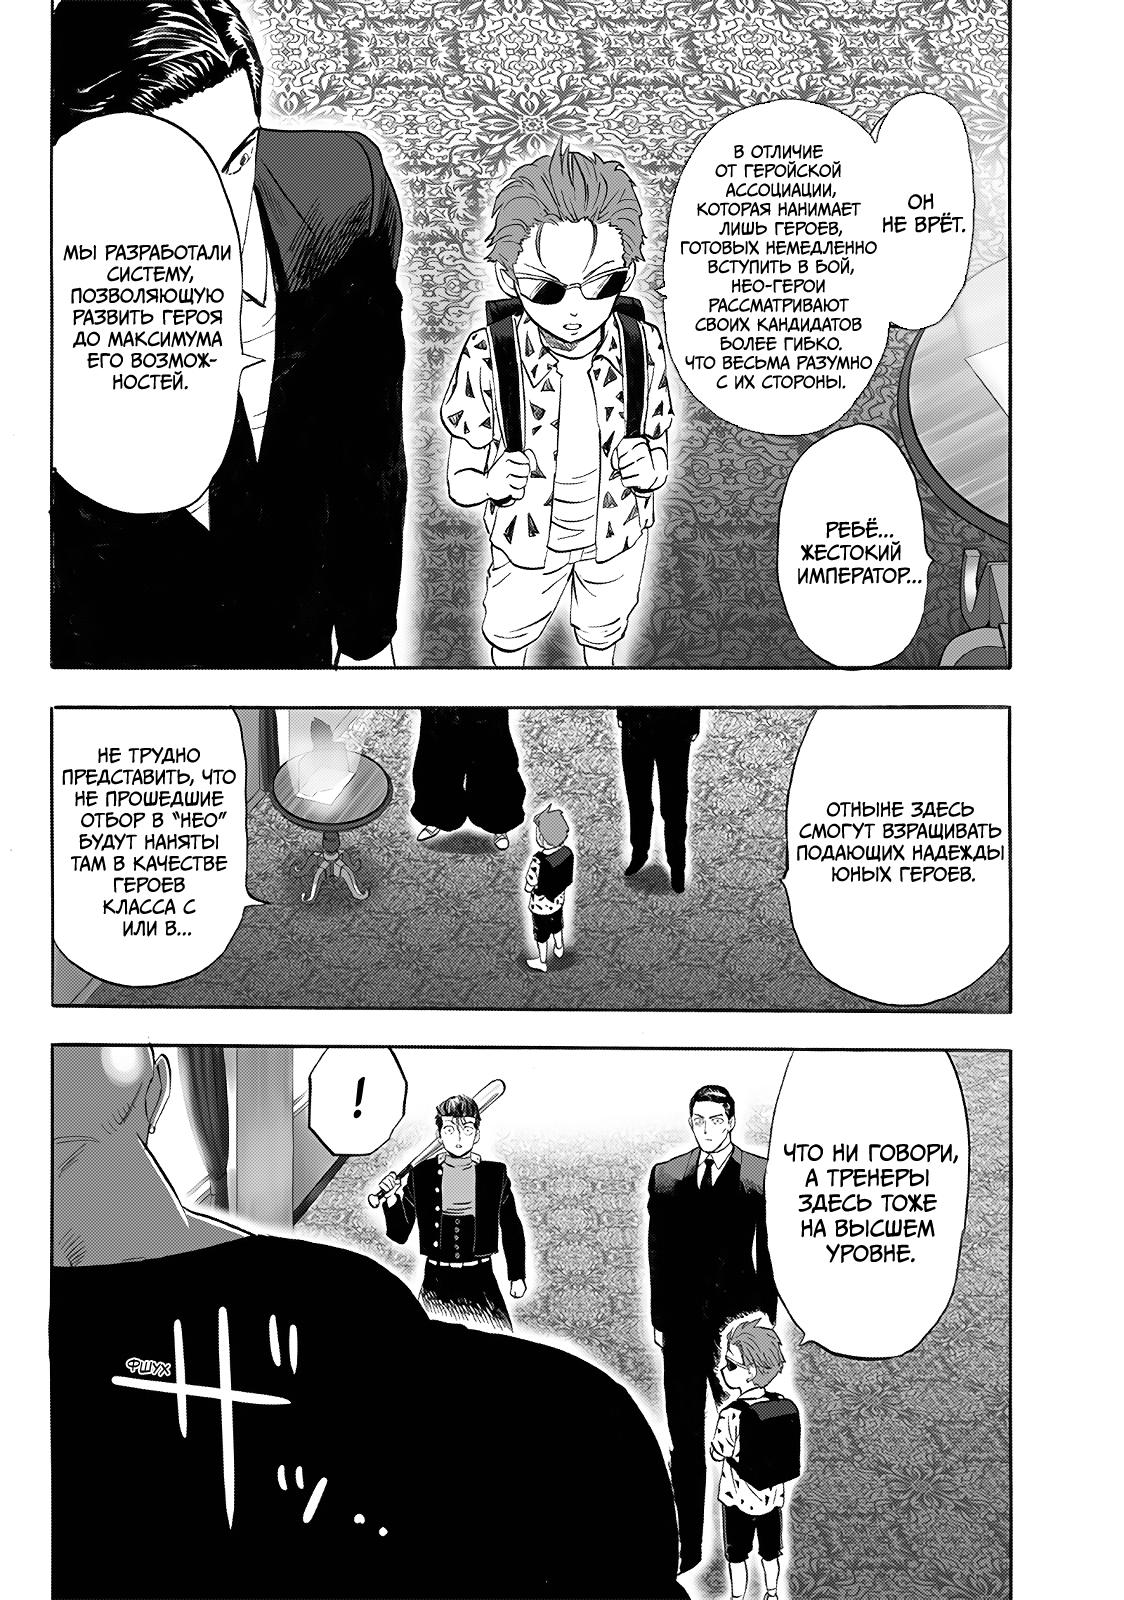 ОН
НЕ ВРЁТ.
В ОТЛИЧИЕ
ОТ ГЕРОЙСКОЙ
АССОЦИАЦИИ,
КОТОРАЯ НАНИМАЕТ
ЛИШЬ ГЕРОЕВ,
ГОТОВЫХ НЕМЕДЛЕННО
ВСТУПИТЬ В БОЙ,
НЕО-ГЕРОИ
РАССМАТРИВАЮТ
СВОИХ КАНДИДАТОВ
БОЛЕЕ ГИБКО.
ЧТО ВЕСЬМА РАЗУМНО
С ИХ СТОРОНЫ.
РЕБЁ...
ЖЕСТОКИЙ
ИМПЕРАТОР...
МЫ РАЗРАБОТАЛИ
СИСТЕМУ,
ПОЗВОЛЯЮЩУЮ
РАЗВИТЬ ГЕРОЯ
ДО МАКСИМУМА
ЕГО ВОЗМОЖ-
НОСТЕЙ.
ОТНЫНЕ ЗДЕСЬ
СМОГУТ ВЗРАЩИВАТЬ
ПОДАЮЩИХ НАДЕЖДЫ
ЮНЫХ ГЕРОЕВ.
НЕ ТРУДНО
ПРЕДСТАВИТЬ, ЧТО
НЕ ПРОШЕДШИЕ
ОТБОР В "НЕО"
БУДУТ НАНЯТЫ
ТАМ В КАЧЕСТВЕ
ГЕРОЕВ
КЛАССА С
ИЛИ В...
ЧТО НИ ГОВОРИ,
А ТРЕНЕРЫ
ЗДЕСЬ ТОЖЕ
НА ВЫСШЕМ
УРОВНЕ.
!
ФШУХ
ザッ...